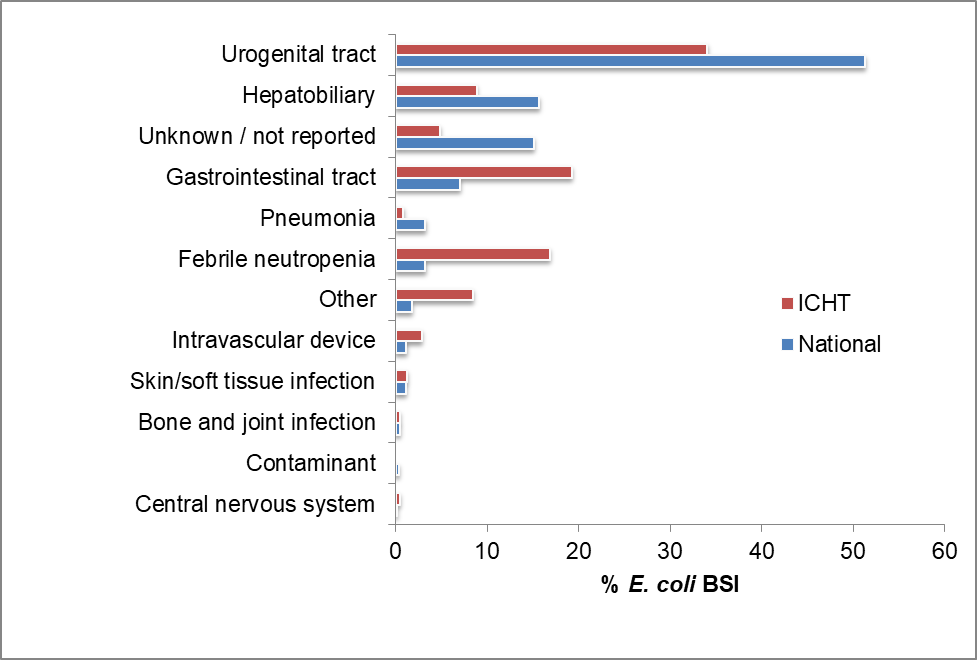 Urogenital tract
Hepatobiliary
Unknown / not reported
Gastrointestinal tract
Pneumonia
Febrile neutropenia
Other
Intravascular device
Skin/soft tissue infection
Bone and joint infection
Contaminant
Central nervous system
ICHT
National
0 10 20 30 40 50 60
% E. coli BSI